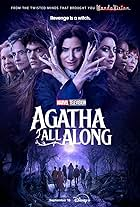 FROM THE TWISTED MINDS THAT BROUGHT YOU WandaVision
Revenge is a witch.
MARVEL TELEVISION
AGATHA
ALL ALONG
September 18 Disney+